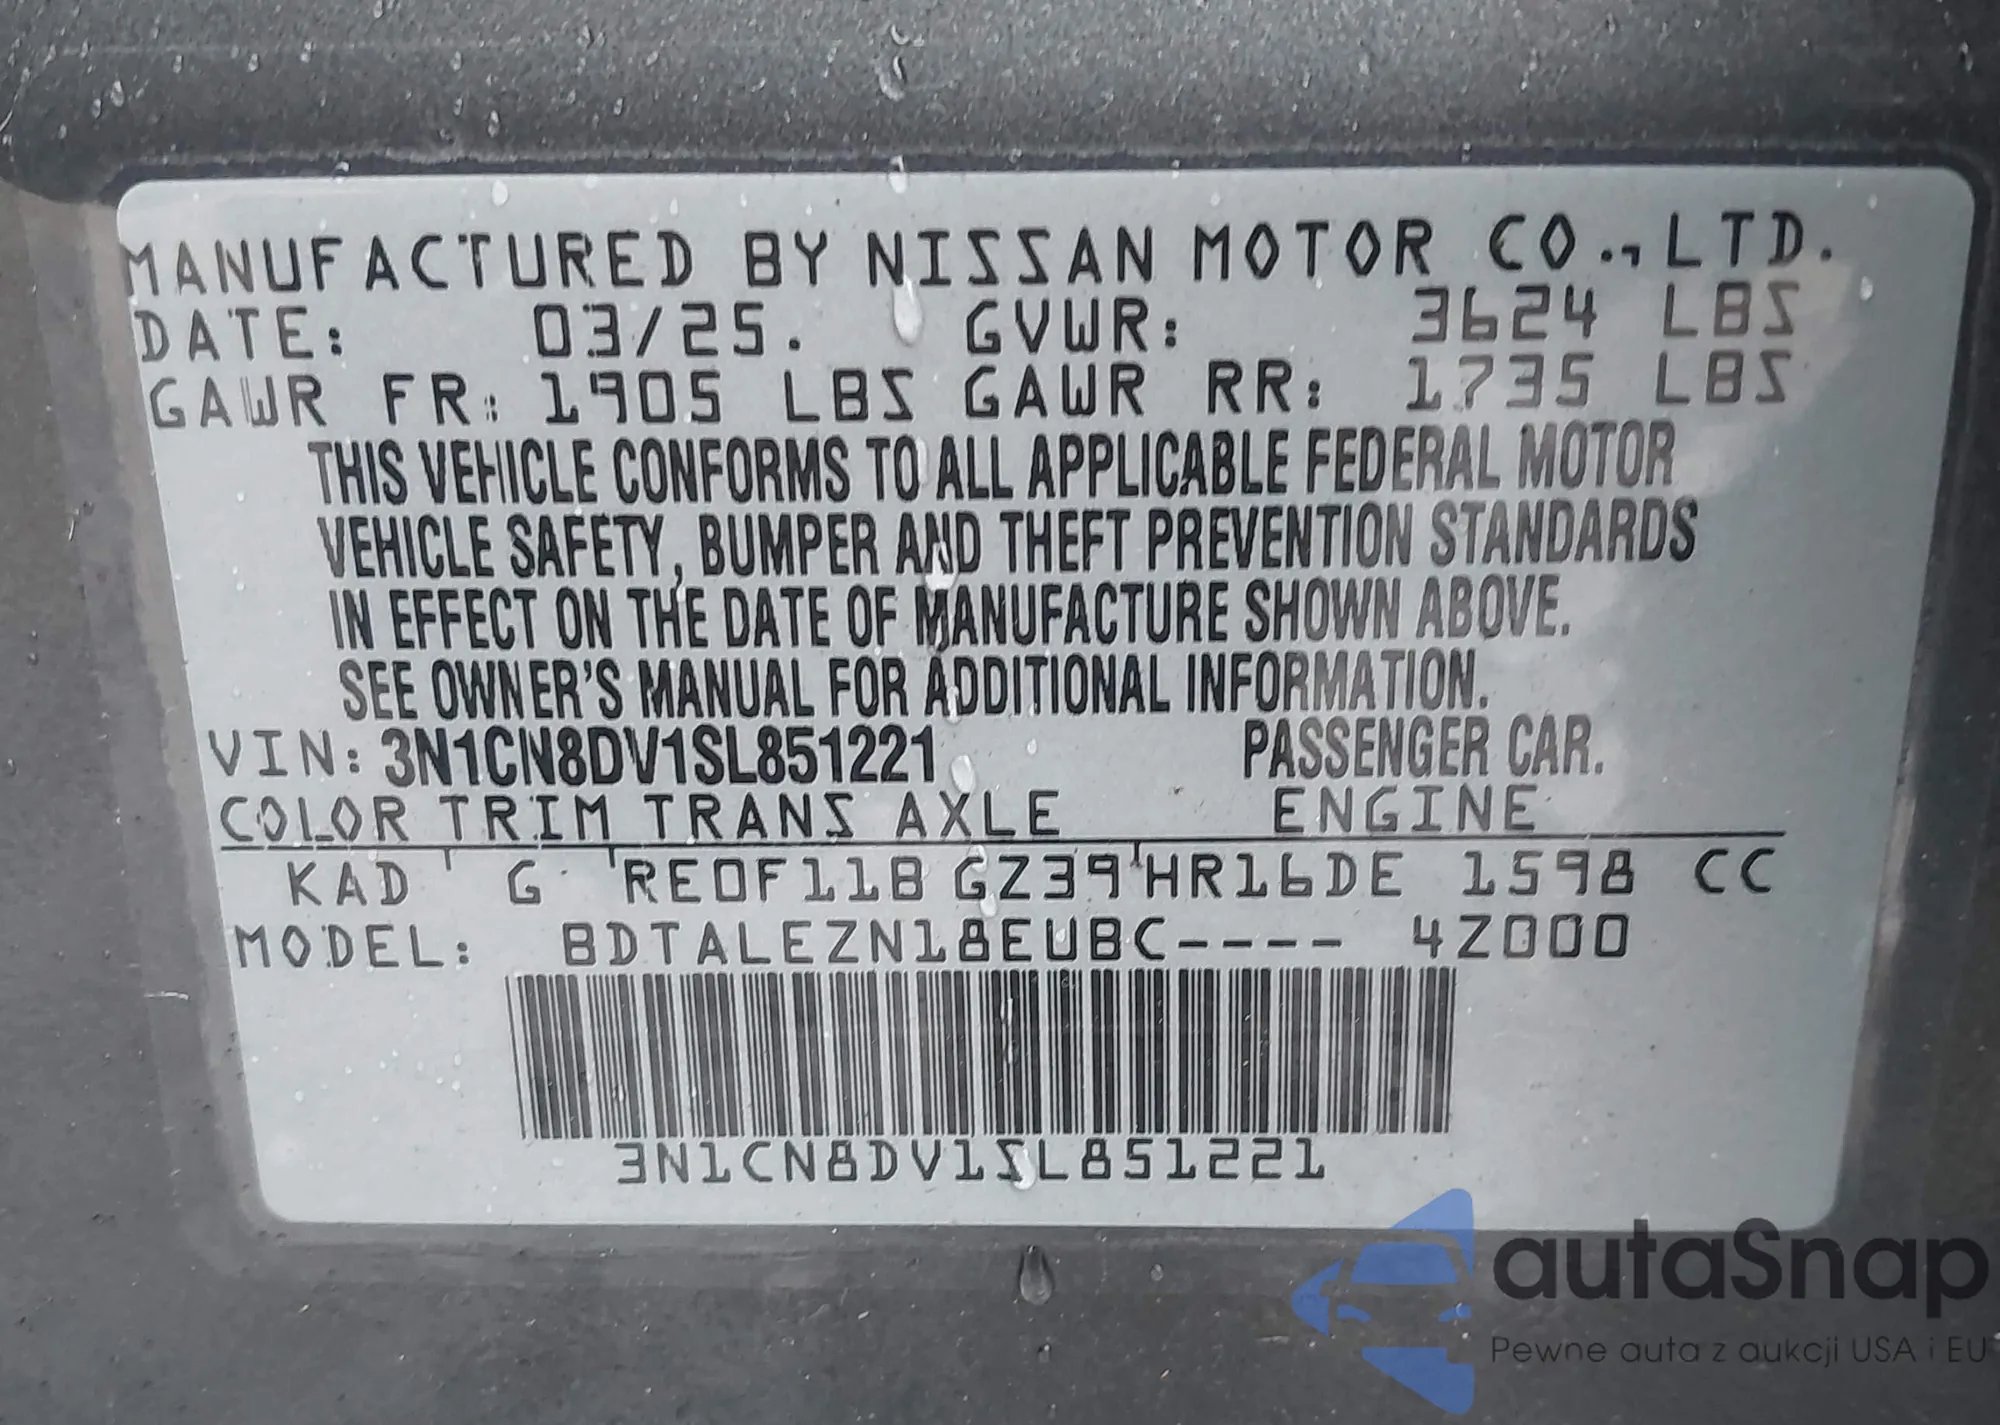 MANUFACTURED BY NISSAN MOTOR CO., LTD.
DATE: 03/25. GVWR: 3624 LBS
GAWR FR: 1905 LBS GAWR RR: 1735 LBS
THIS VEHICLE CONFORMS TO ALL APPLICABLE FEDERAL MOTOR
VEHICLE SAFETY, BUMPER AND THEFT PREVENTION STANDARDS
IN EFFECT ON THE DATE OF MANUFACTURE SHOWN ABOVE.
SEE OWNER'S MANUAL FOR ADDITIONAL INFORMATION.
VIN: 3N1CN8DV1SL851221 PASSENGER CAR.
COLOR TRIM TRANS AXLE ENGINE
KAD G RE0F11B GZ39 HR16DE 1598 CC
MODEL: BDTALEZN18EUBC---- 4Z000
3N1CN8DV1SL851221
autaSnap
Pewne auta z aukcji USA i EU